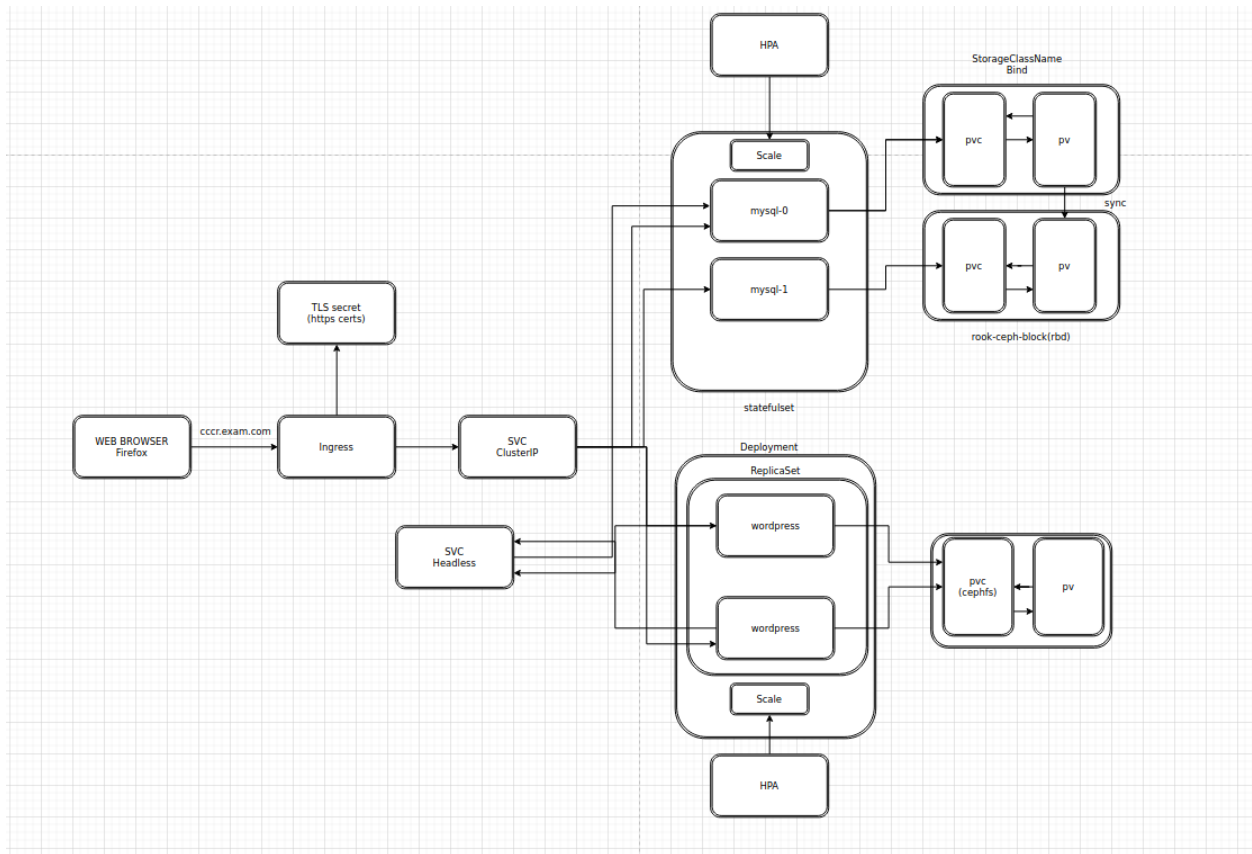 HPA
StorageClassName
Bind
Scale
pvc
pv
mysql-0
sync
pvc
pv
mysql-1
TLS secret
(https certs)
rook-ceph-block(rbd)
statefulset
cccr.exam.com
WEB BROWSER
Firefox
Ingress
SVC
ClusterIP
Deployment
ReplicaSet
wordpress
SVC
Headless
pvc
(cephfs)
pv
wordpress
Scale
HPA